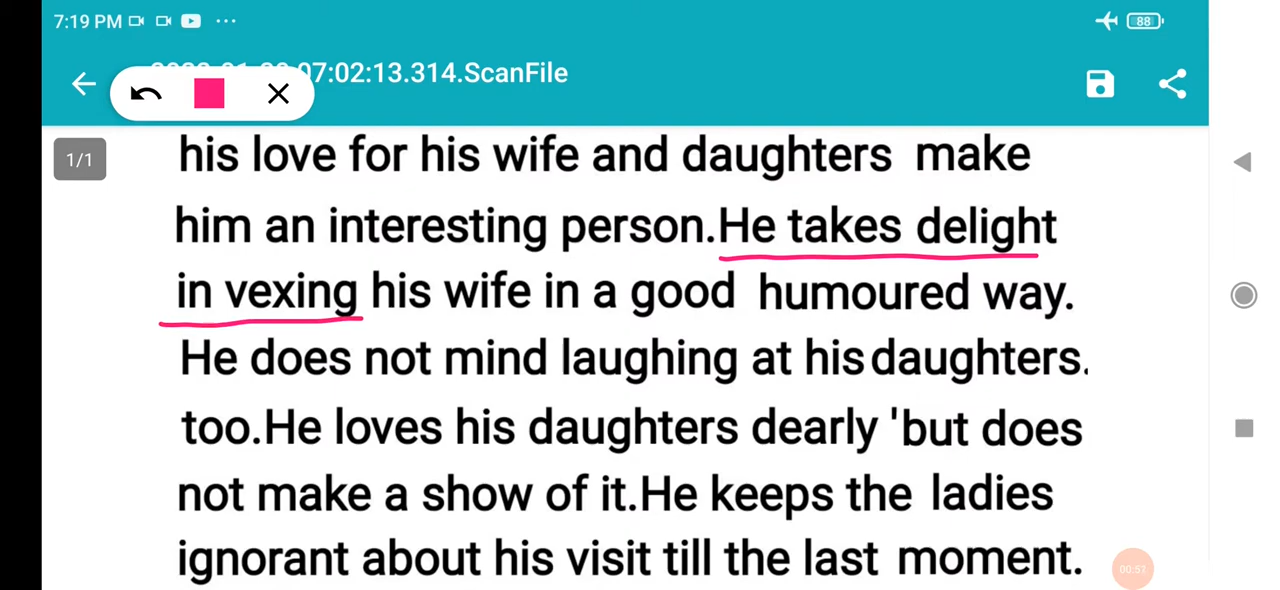 7:19 PM 88
07:02:13.314.ScanFile
1/1
his love for his wife and daughters make
him an interesting person.He takes delight
in vexing his wife in a good humoured way.
He does not mind laughing at his daughters.
too.He loves his daughters dearly 'but does
not make a show of it.He keeps the ladies
ignorant about his visit till the last moment.